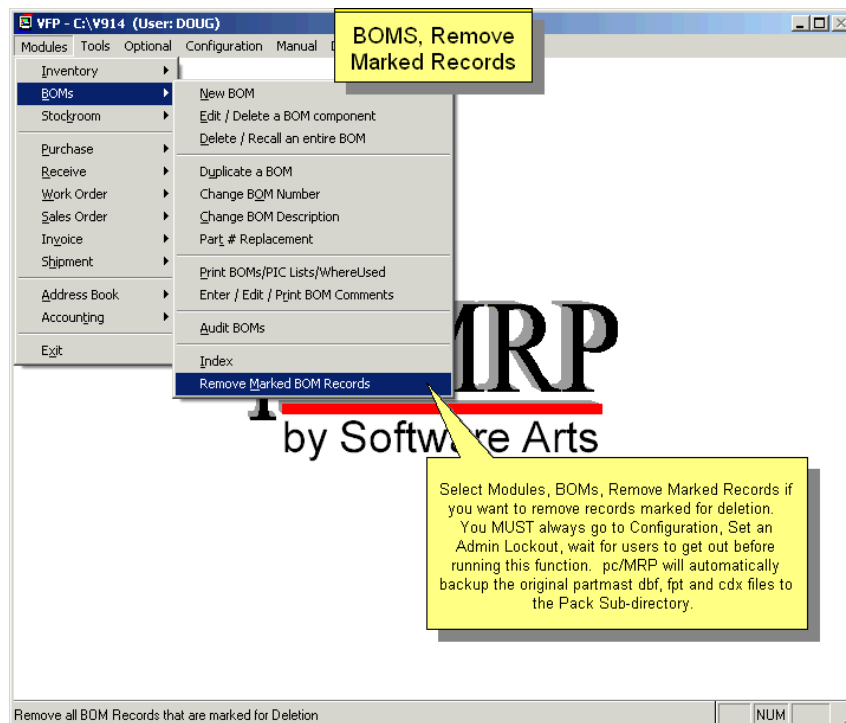 VFP - C:\V914 (User: DOUG)
BOMS, Remove
Marked Records
Modules Tools Optional Configuration Manual
Inventory
BOMs
Stockroom
Purchase
Receive
Work Order
Sales Order
Invoice
Shipment
Address Book
Accounting
Exit
New BOM
Edit / Delete a BOM component
Delete / Recall an entire BOM
Duplicate a BOM
Change BOM Number
Change BOM Description
Part # Replacement
Print BOMs/PIC Lists/WhereUsed
Enter / Edit / Print BOM Comments
Audit BOMs
Index
Remove Marked BOM Records
MRP
by Software Arts
Select Modules, BOMs, Remove Marked Records if
you want to remove records marked for deletion.
You MUST always go to Configuration, Set an
Admin Lockout, wait for users to get out before
running this function. pc/MRP will automatically
backup the original partmast dbf, fpt and cdx files to
the Pack Sub-directory.
Remove all BOM Records that are marked for Deletion
NUM